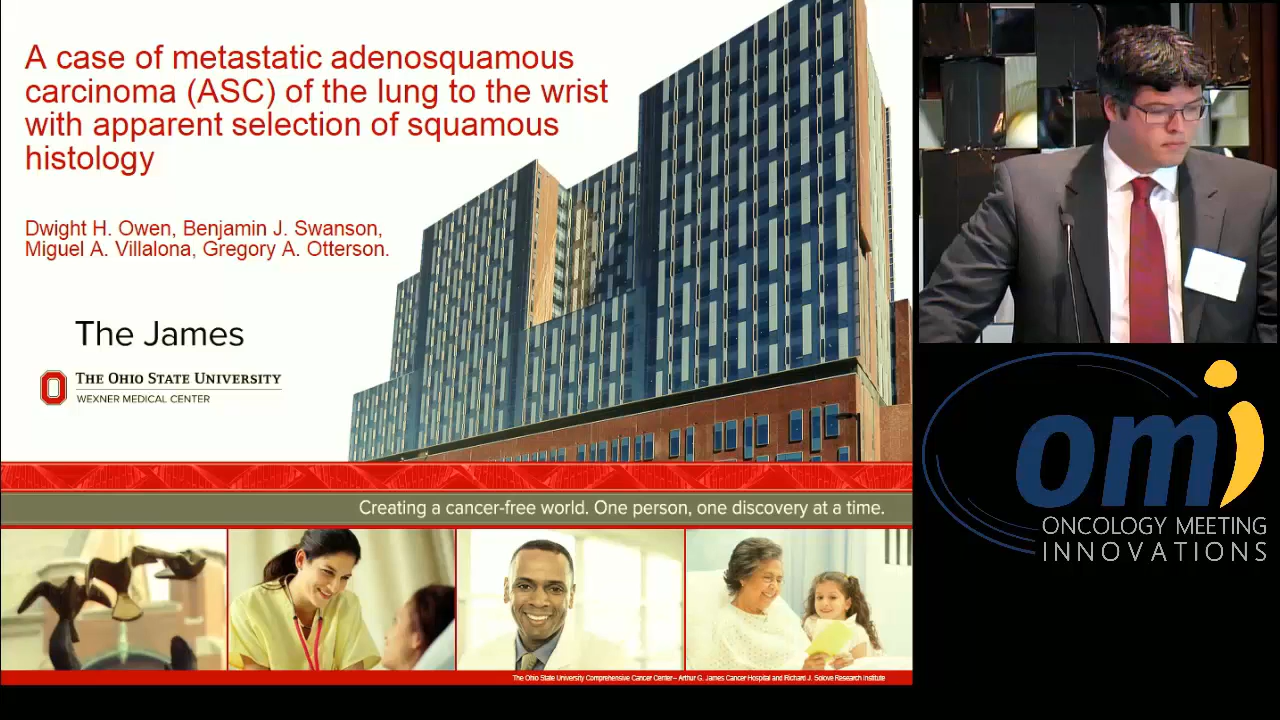 A case of metastatic adenosquamous
carcinoma (ASC) of the lung to the wrist
with apparent selection of squamous
histology
Dwight H. Owen, Benjamin J. Swanson,
Miguel A. Villalona, Gregory A. Otterson.
The James
THE OHIO STATE UNIVERSITY
WEXNER MEDICAL CENTER
Creating a cancer-free world. One person, one discovery at a time.
The Ohio State University Comprehensive Cancer Center – Arthur G. James Cancer Hospital and Richard J. Solove Research Institute
omi
ONCOLOGY MEETING
INNOVATIONS